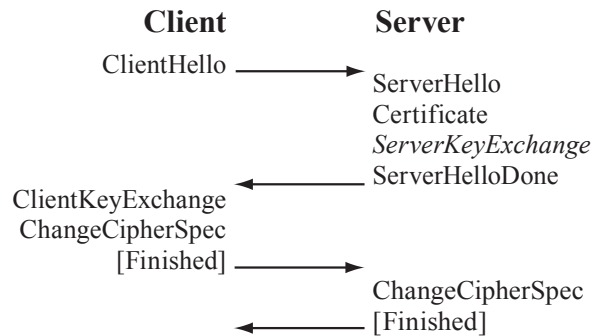 Client Server
ClientHello
ServerHello
Certificate
ServerKeyExchange
ServerHelloDone
ClientKeyExchange
ChangeCipherSpec
[Finished]
ChangeCipherSpec
[Finished]